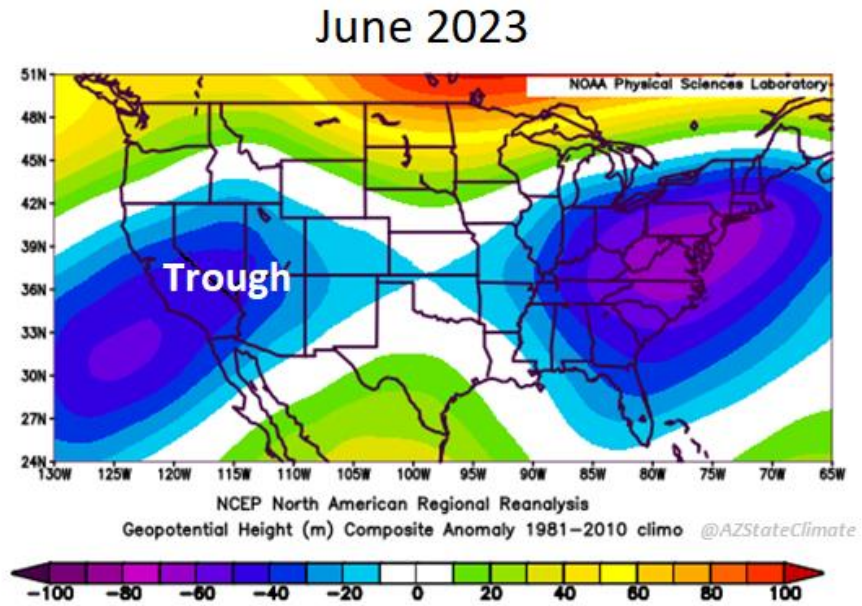 June 2023
51N
NOAA Physical Sciences Laboratory
48N
45N
42N
39N
Trough
36N
33N
30N
27N
24N
130W 125W 120W 115W 110W 105W 100W 95W 90W 85W 80W 75W 70W 65W
NCEP North American Regional Reanalysis
Geopotential Height (m) Composite Anomaly 1981-2010 climo @AZStateClimate
-100 -80 -60 -40 -20 0 20 40 60 80 100